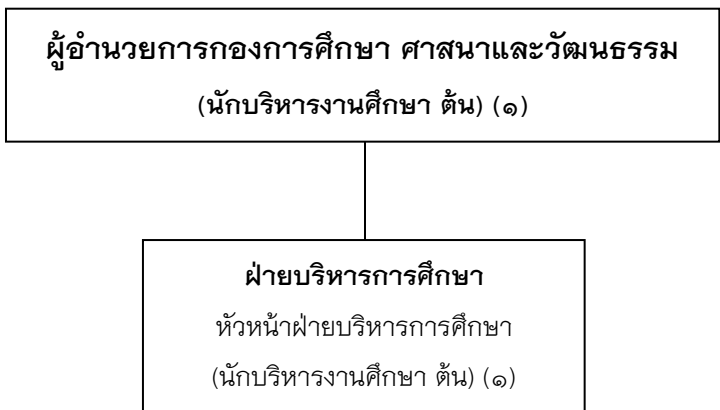 ผู้อำนวยการกองการศึกษา ศาสนาและวัฒนธรรม
(นักบริหารงานศึกษา ต้น) (๑)
ฝ่ายบริหารการศึกษา
หัวหน้าฝ่ายบริหารการศึกษา
(นักบริหารงานศึกษา ต้น) (๑)